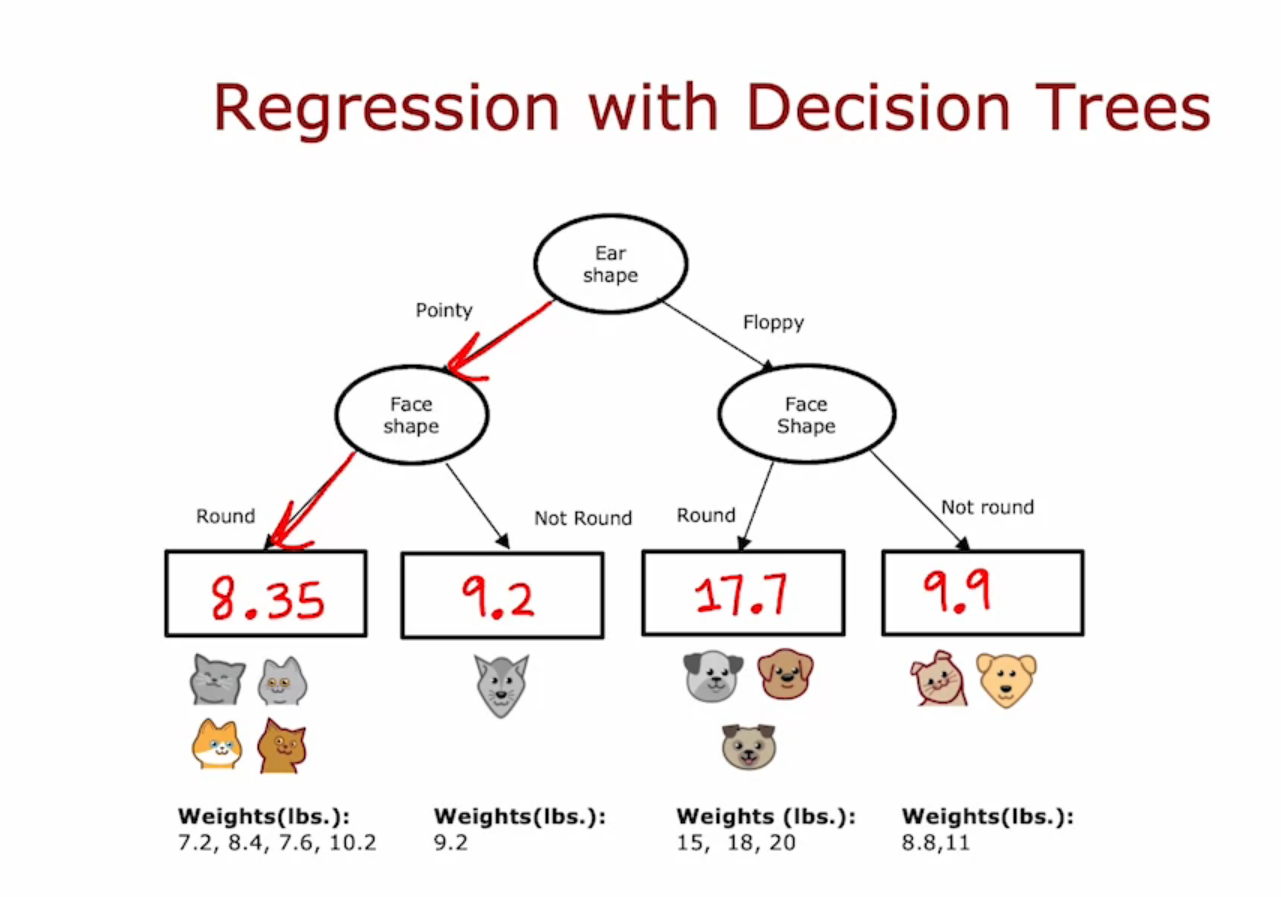 Regression with Decision Trees
Ear
shape
Pointy
Floppy
Face
shape
Face
Shape
Round
Not Round
Round
Not round
8.35
9.2
17.7
9.9
Weights(lbs.):
7.2, 8.4, 7.6, 10.2
Weights(lbs.):
9.2
Weights (lbs.):
15, 18, 20
Weights(lbs.):
8.8,11